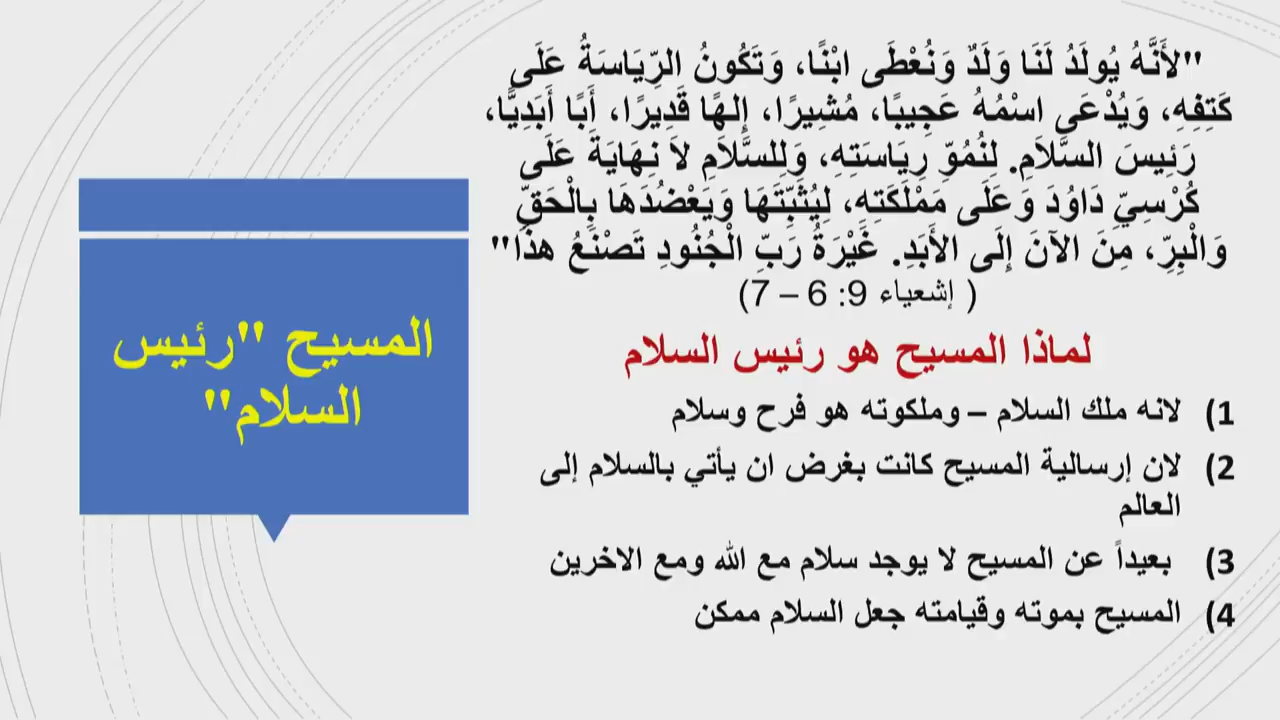 "لأَنَّهُ يُولَدُ لَنَا وَلَدٌ وَنُعْطَى ابْنًا، وَتَكُونُ الرِّيَاسَةُ عَلَى
كَتِفِهِ، وَيُدْعَى اسْمُهُ عَجِيبًا، مُشِيرًا، إِلهًا قَدِيرًا، أَبًا أَبَدِيًّا،
رَئِيسَ السَّلاَمِ. لِنُمُوِّ رِيَاسَتِهِ، وَلِلسَّلاَمِ لاَ نِهَايَةَ عَلَى
كُرْسِيِّ دَاوُدَ وَعَلَى مَمْلَكَتِهِ، لِيُثَبِّتَهَا وَيَعْضُدَهَا بِالْحَقِّ
وَالْبِرِّ، مِنَ الآنَ إِلَى الأَبَدِ. غَيْرَةُ رَبِّ الْجُنُودِ تَصْنَعُ هذَا"
( إشعياء 9: 6 – 7)
لماذا المسيح هو رئيس السلام
1) لانه ملك السلام – وملكوته هو فرح وسلام
2) لان إرسالية المسيح كانت بغرض ان يأتي بالسلام إلى
العالم
3) بعيداً عن المسيح لا يوجد سلام مع الله ومع الاخرين
4) المسيح بموته وقيامته جعل السلام ممكن
المسيح "رئيس
السلام"